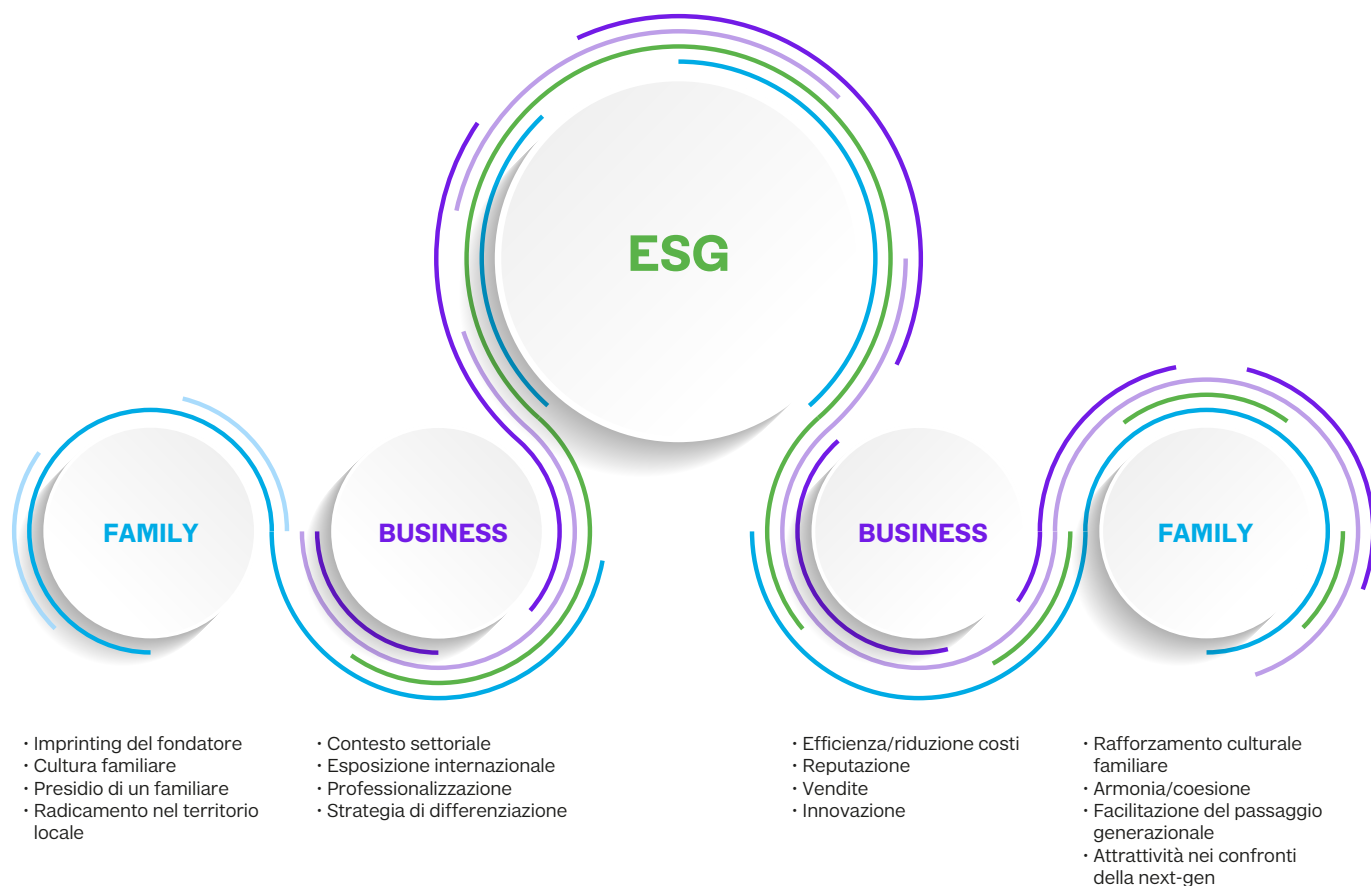 ESG
FAMILY
BUSINESS
BUSINESS
FAMILY
· Imprinting del fondatore
· Cultura familiare
· Presidio di un familiare
· Radicamento nel territorio
locale
· Contesto settoriale
· Esposizione internazionale
· Professionalizzazione
· Strategia di differenziazione
· Efficienza/riduzione costi
· Reputazione
· Vendite
· Innovazione
· Rafforzamento culturale
familiare
· Armonia/coesione
· Facilitazione del passaggio
generazionale
· Attrattività nei confronti
della next-gen